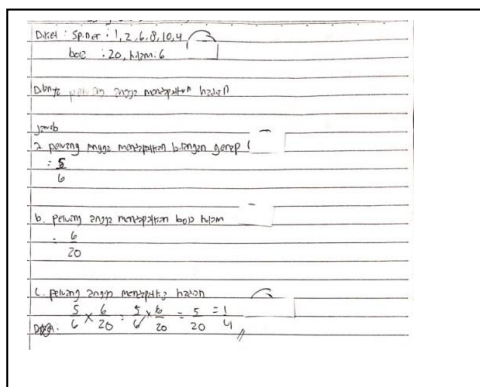 Diket : Spiner : 1, 2, 6, 8, 10, 4
bola : 20, hitam : 6
Ditanya peluang angga mendapatkan hadiah
Jawab
a. peluang angga mendapatkan bilangan genap
= 5/6
b. peluang angga mendapatkan bola hitam
= 6/20
c. peluang angga mendapatkan hadiah
5/6 × 6/20 = 5/6 × 6/20 = 5/20 = 1/4